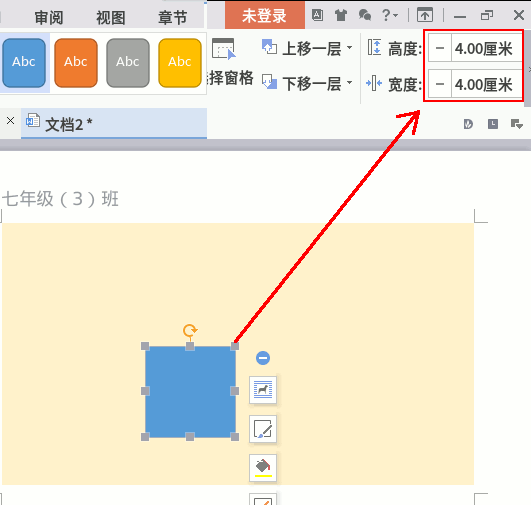 审阅 视图 章节 未登录
Abc Abc Abc Abc
上移一层 高度: 4.00厘米
择窗格 下移一层 宽度: 4.00厘米
文档2 *
七年级（3）班